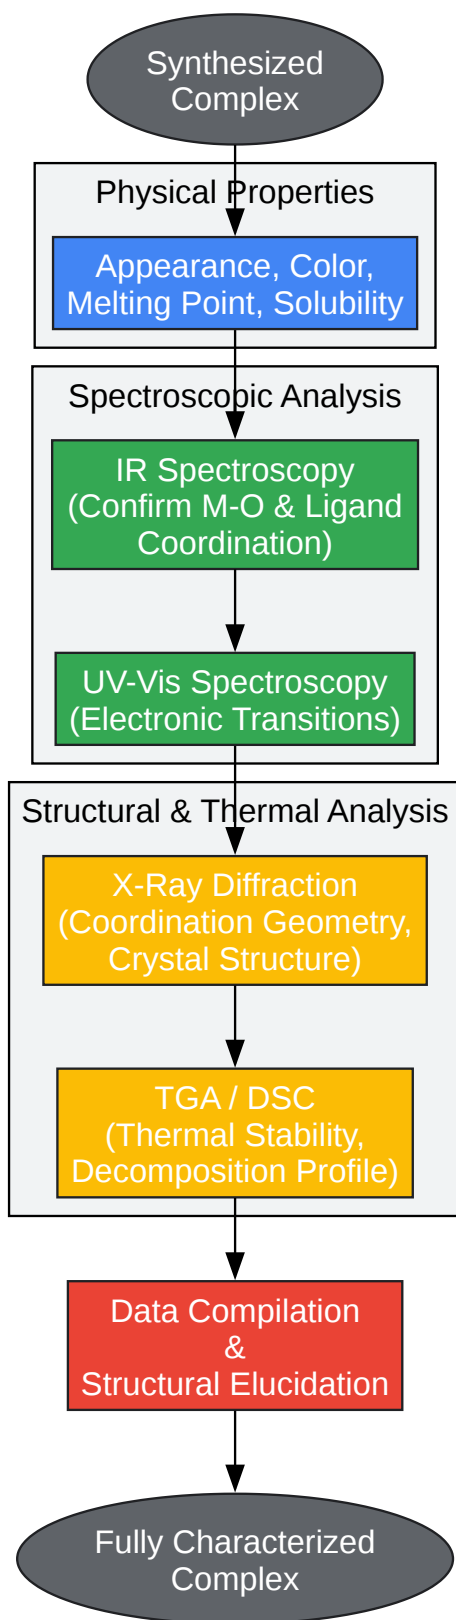 Synthesized
Complex
Physical Properties
Appearance, Color,
Melting Point, Solubility
Spectroscopic Analysis
IR Spectroscopy
(Confirm M-O & Ligand
Coordination)
UV-Vis Spectroscopy
(Electronic Transitions)
Structural & Thermal Analysis
X-Ray Diffraction
(Coordination Geometry,
Crystal Structure)
TGA / DSC
(Thermal Stability,
Decomposition Profile)
Data Compilation
&
Structural Elucidation
Fully Characterized
Complex